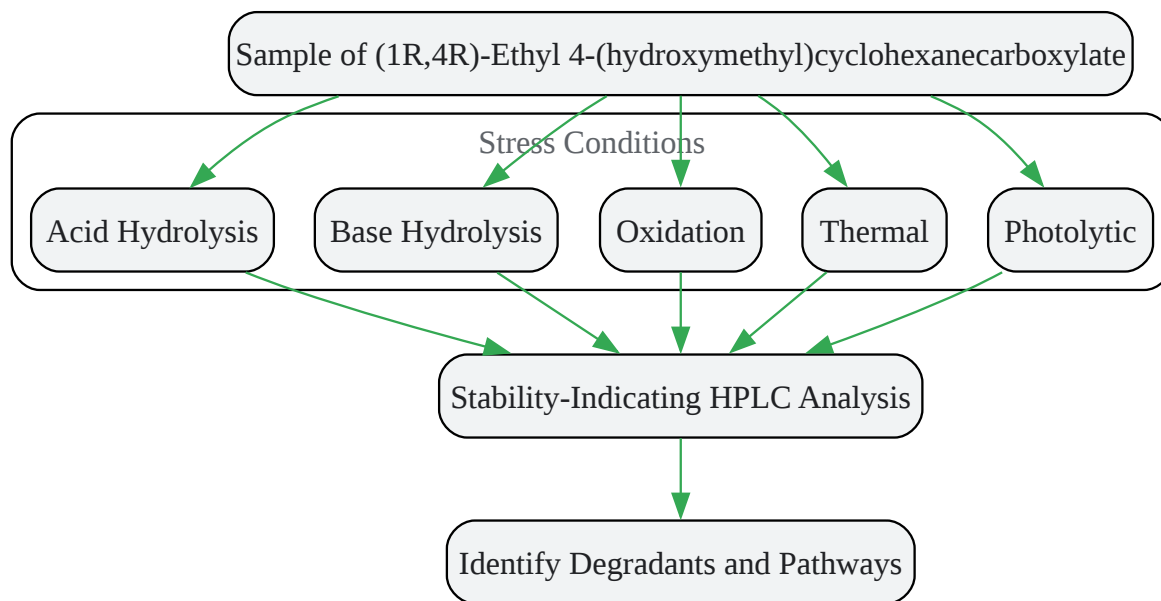 Sample of (1R,4R)-Ethyl 4-(hydroxymethyl)cyclohexanecarboxylate
Stress Conditions
Acid Hydrolysis
Base Hydrolysis
Oxidation
Thermal
Photolytic
Stability-Indicating HPLC Analysis
Identify Degradants and Pathways